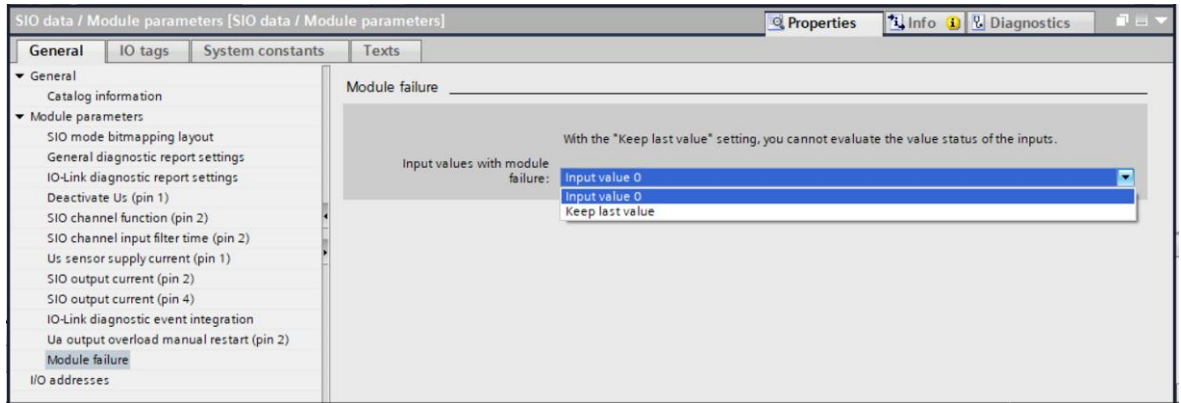 SIO data / Module parameters [SIO data / Module parameters]
Properties
Info
Diagnostics
General
IO tags
System constants
Texts
General
Catalog information
Module parameters
SIO mode bitmapping layout
General diagnostic report settings
IO-Link diagnostic report settings
Deactivate Us (pin 1)
SIO channel function (pin 2)
SIO channel input filter time (pin 2)
Us sensor supply current (pin 1)
SIO output current (pin 2)
SIO output current (pin 4)
IO-Link diagnostic event integration
Ua output overload manual restart (pin 2)
Module failure
I/O addresses
Module failure
With the "Keep last value" setting, you cannot evaluate the value status of the inputs.
Input values with module
failure:
Input value 0
Input value 0
Keep last value